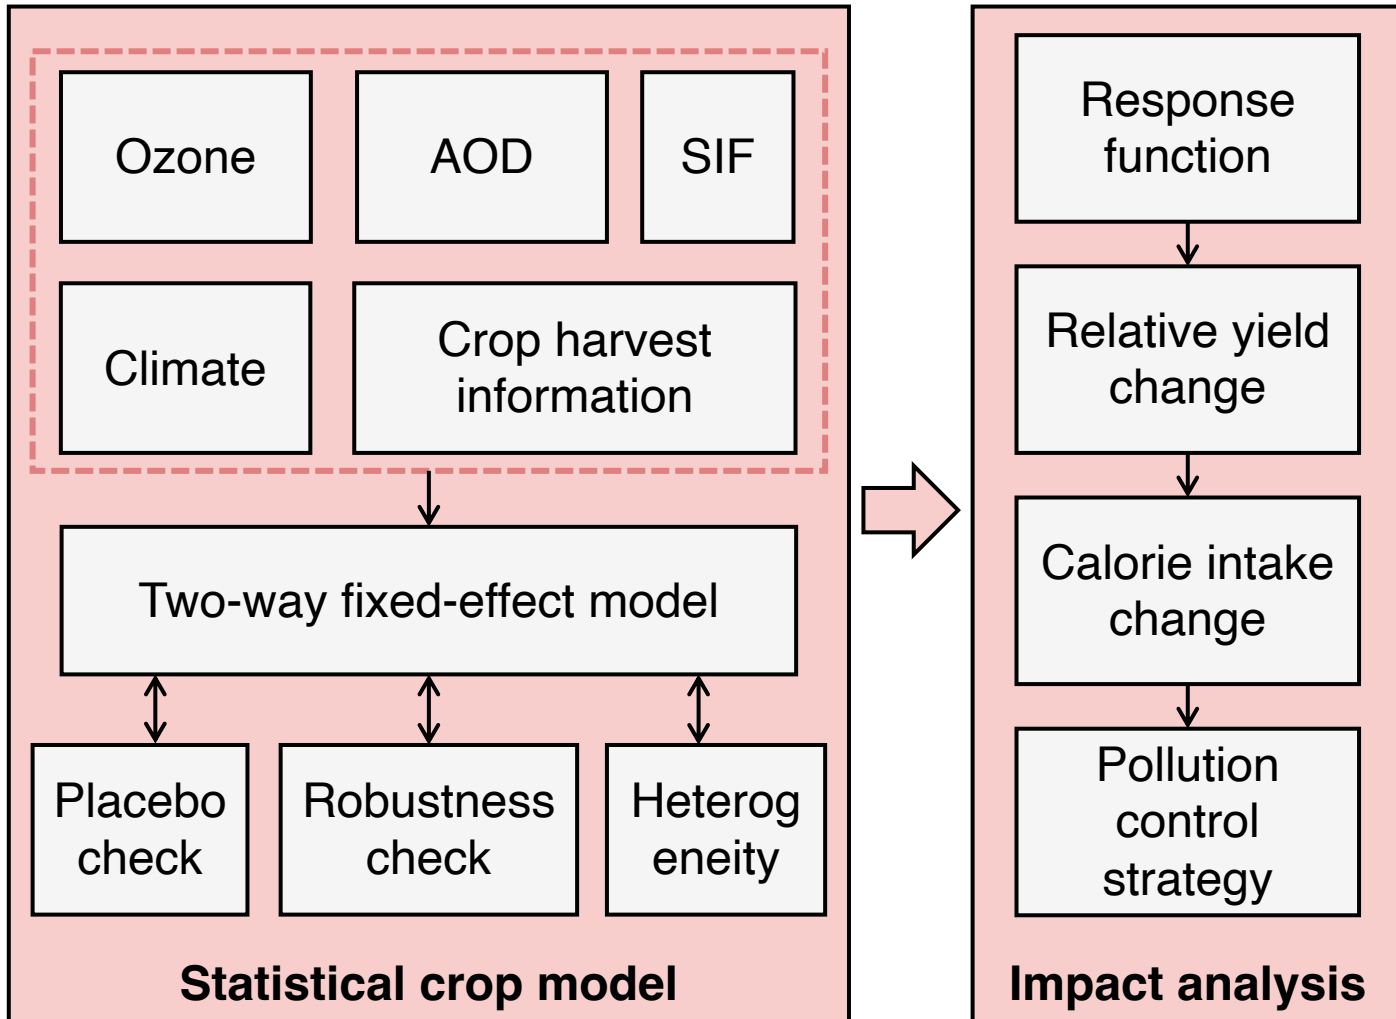 Ozone
AOD
SIF
Climate
Crop harvest
information
Two-way fixed-effect model
Placebo
check
Robustness
check
Heterog
eneity
Statistical crop model
Response
function
Relative yield
change
Calorie intake
change
Pollution
control
strategy
Impact analysis